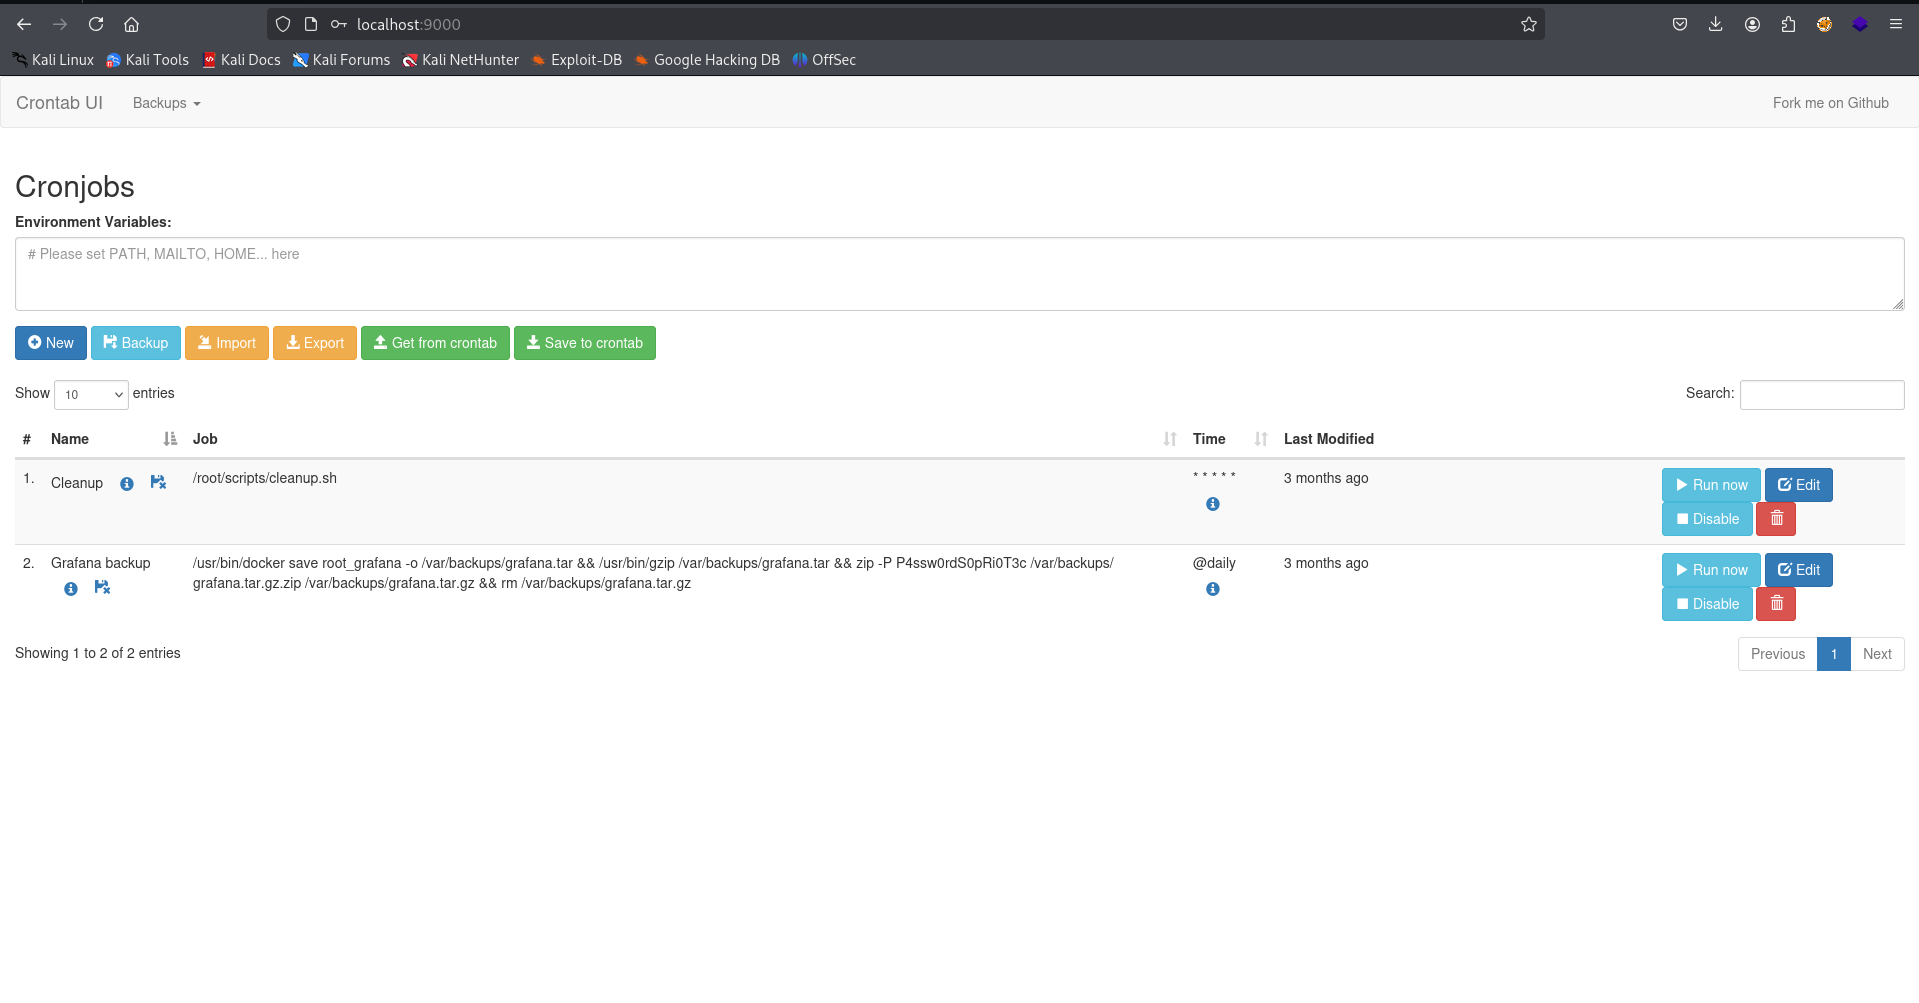 localhost:9000
Kali Linux Kali Tools Kali Docs Kali Forums Kali NetHunter Exploit-DB Google Hacking DB OffSec
Crontab UI Backups Fork me on Github
Cronjobs
Environment Variables:
# Please set PATH, MAILTO, HOME... here
New Backup Import Export Get from crontab Save to crontab
Show 10 entries Search:
# Name Job Time Last Modified
1. Cleanup /root/scripts/cleanup.sh * * * * * 3 months ago Run now Edit
Disable
2. Grafana backup /usr/bin/docker save root_grafana -o /var/backups/grafana.tar && /usr/bin/gzip /var/backups/grafana.tar && zip -P P4ssw0rdS0pRi0T3c /var/backups/ @daily 3 months ago Run now Edit
grafana.tar.gz.zip /var/backups/grafana.tar.gz && rm /var/backups/grafana.tar.gz
Disable
Showing 1 to 2 of 2 entries Previous 1 Next